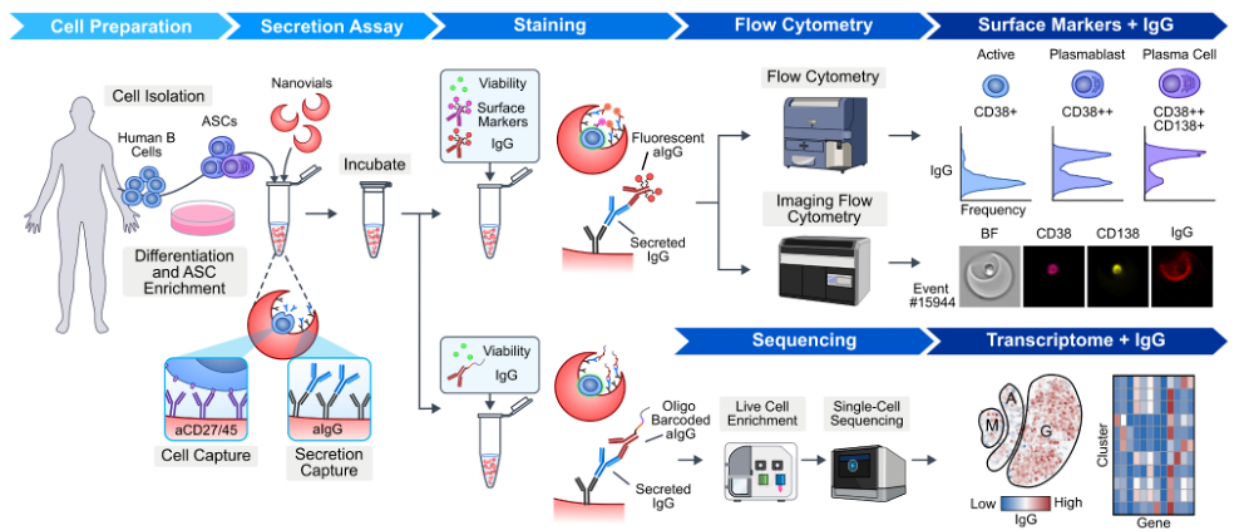 Cell Preparation
Secretion Assay
Staining
Flow Cytometry
Surface Markers + IgG
Cell Isolation
Human B
Cells
ASCs
Nanovials
Incubate
Differentiation
and ASC
Enrichment
aCD27/45
Cell Capture
aIgG
Secretion
Capture
Viability
Surface
Markers
IgG
Fluorescent
aIgG
Secreted
IgG
Flow Cytometry
Imaging Flow
Cytometry
Active
CD38+
Plasmablast
CD38++
Plasma Cell
CD38++
CD138+
IgG
Frequency
BF
CD38
CD138
IgG
Event
#15944
Viability
IgG
Sequencing
Transcriptome + IgG
Oligo
Barcoded
aIgG
Secreted
IgG
Live Cell
Enrichment
Single-Cell
Sequencing
A
M
G
Low
High
IgG
Cluster
Gene